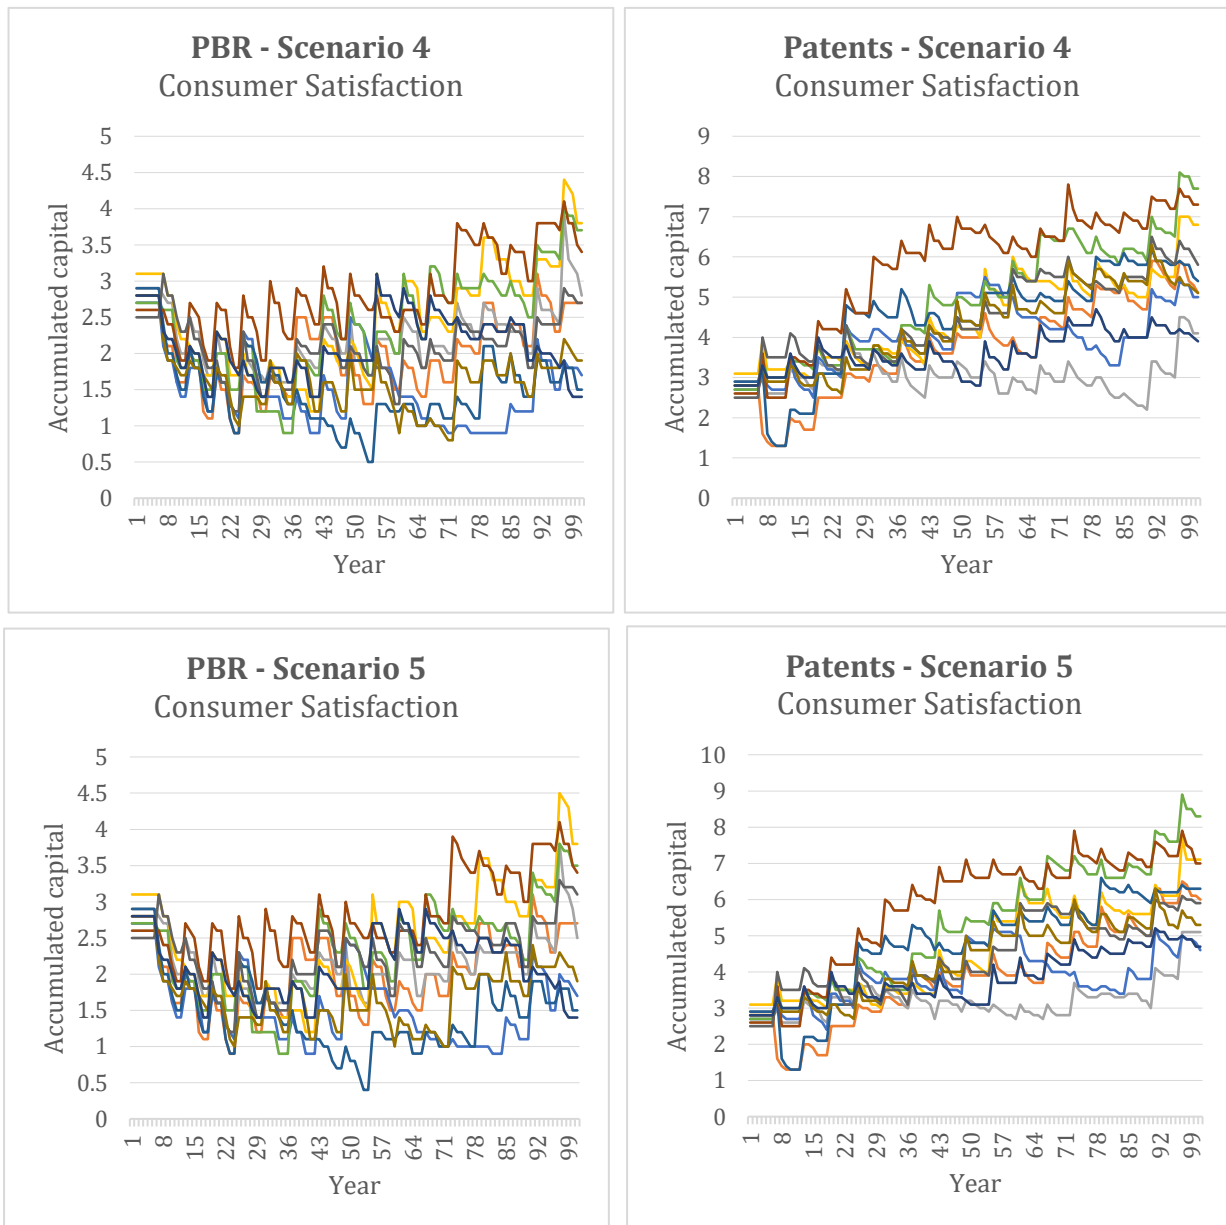 PBR - Scenario 4
Consumer Satisfaction
5
4.5
4
3.5
3
2.5
2
1.5
1
0.5
0
Accumulated capital
1 8 15 22 29 36 43 50 57 64 71 78 85 92 99
Year
Patents - Scenario 4
Consumer Satisfaction
9
8
7
6
5
4
3
2
1
0
Accumulated capital
1 8 15 22 29 36 43 50 57 64 71 78 85 92 99
Year
PBR - Scenario 5
Consumer Satisfaction
5
4.5
4
3.5
3
2.5
2
1.5
1
0.5
0
Accumulated capital
1 8 15 22 29 36 43 50 57 64 71 78 85 92 99
Year
Patents - Scenario 5
Consumer Satisfaction
10
9
8
7
6
5
4
3
2
1
0
Accumulated capital
1 8 15 22 29 36 43 50 57 64 71 78 85 92 99
Year